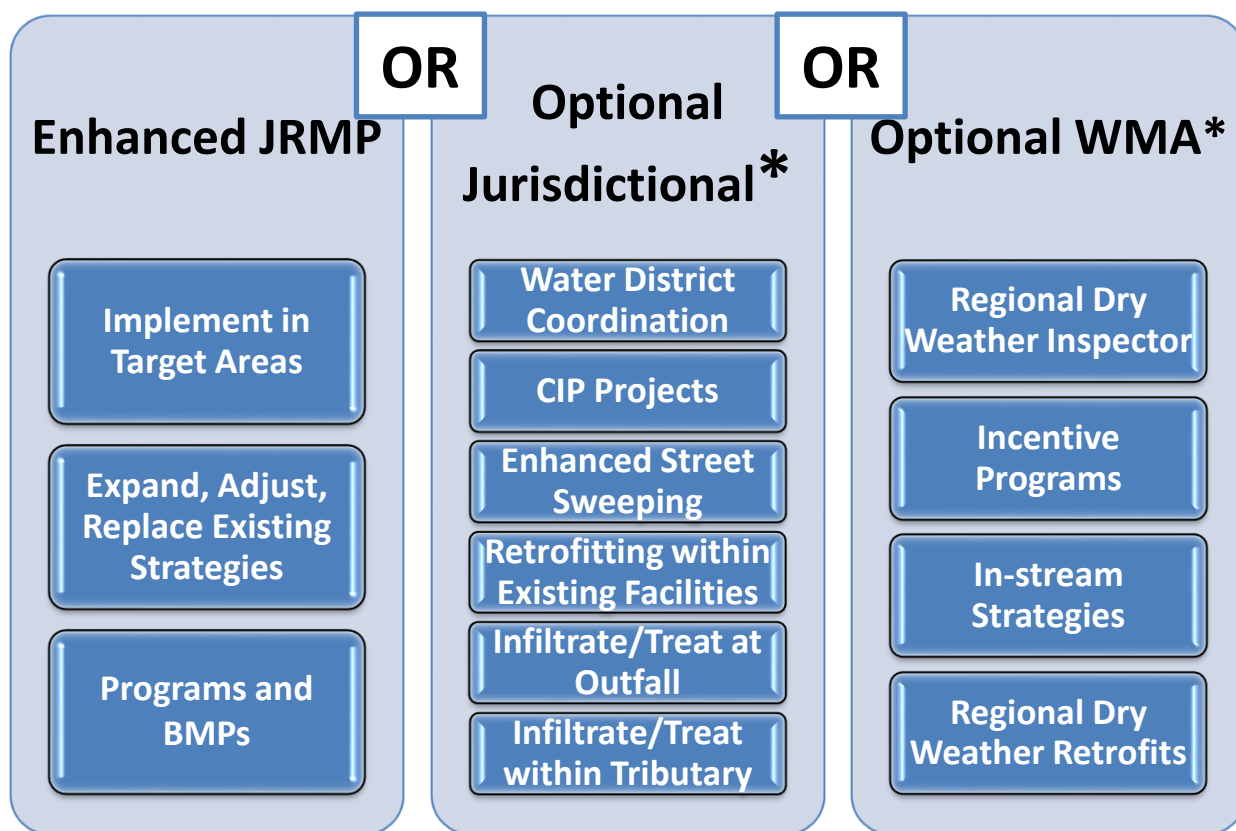 OR
OR
Enhanced JRMP
Implement in
Target Areas
Expand, Adjust,
Replace Existing
Strategies
Programs and
BMPs
Optional
Jurisdictional*
Water District
Coordination
CIP Projects
Enhanced Street
Sweeping
Retrofitting within
Existing Facilities
Infiltrate/Treat at
Outfall
Infiltrate/Treat
within Tributary
Optional WMA*
Regional Dry
Weather Inspector
Incentive
Programs
In-stream
Strategies
Regional Dry
Weather Retrofits